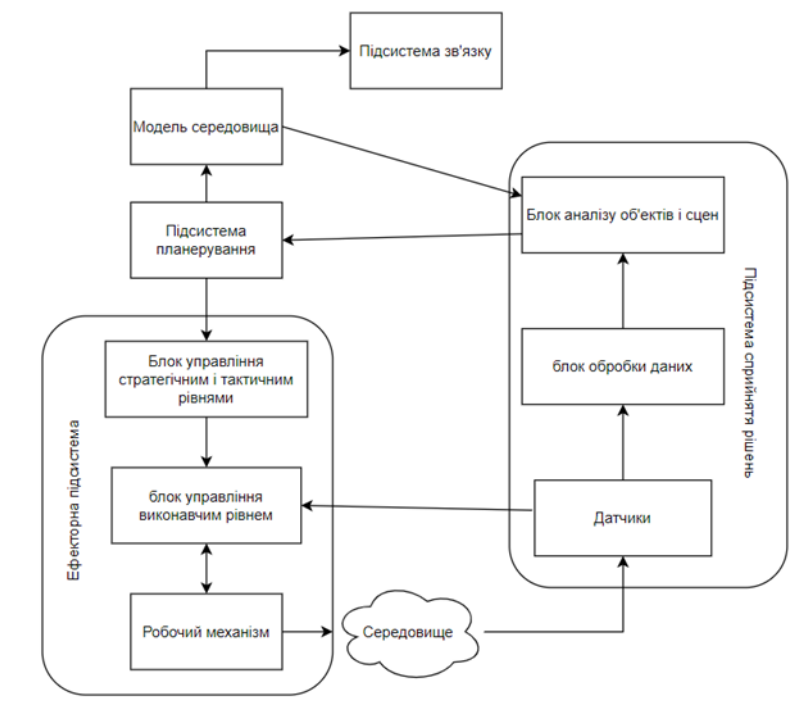 Підсистема зв'язку
Модель середовища
Блок аналізу об'ектів і сцен
Підсистема
планерування
Підсистема сприйняття рішень
Блок управління
стратегічним і тактичним
рівнями
блок обробки даних
Ефекторна підсистема
блок управління
виконавчим рівнем
Датчики
Робочий механізм
Середовище